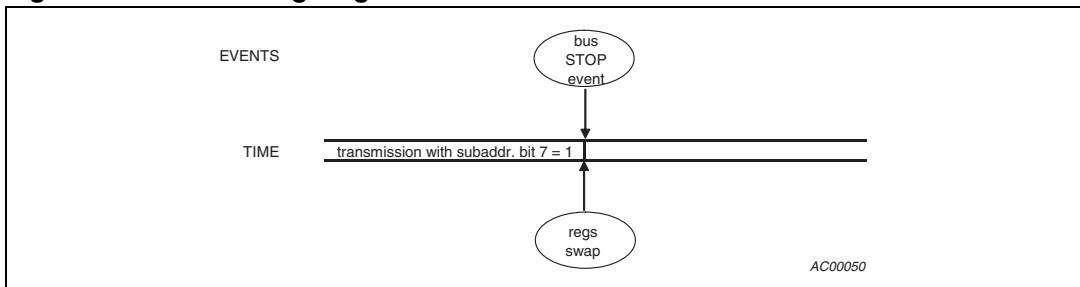 EVENTS
bus
STOP
event
TIME
transmission with subaddr. bit 7 = 1
regs
swap
AC00050